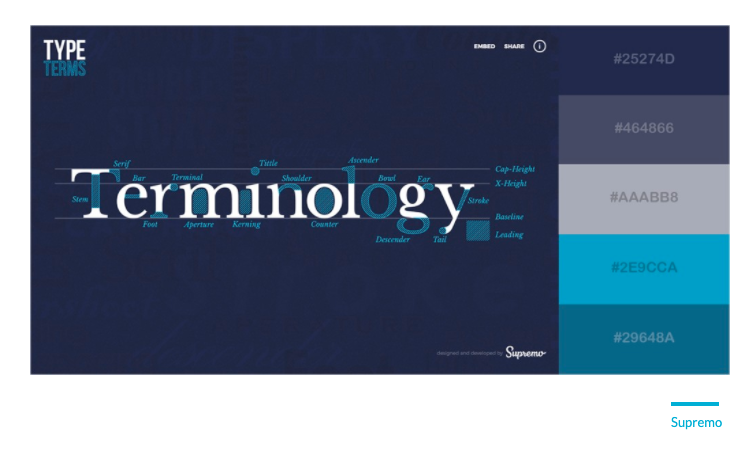 TYPE
TERMS
EMBED SHARE i
#25274D
#464866
#AAABB8
#2E9CCA
#29648A
Serif
Tittle
Ascender
Cap-Height
Bar
Terminal
Shoulder
Bowl
Ear
X-Height
Terminology
Stem
Stroke
Baseline
Foot
Aperture
Kerning
Counter
Leading
Descender
Tail
designed and developed by Supremo
Supremo